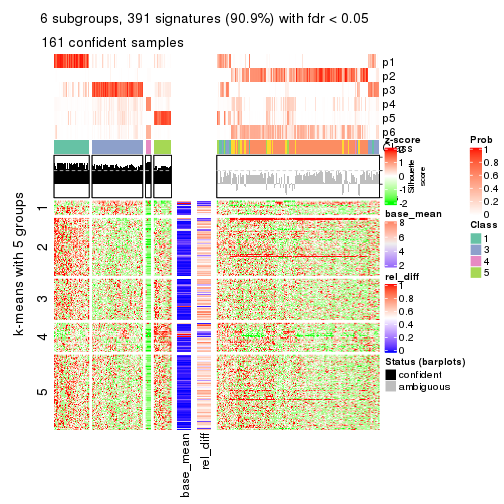 6 subgroups, 391 signatures (90.9%) with fdr < 0.05
161 confident samples
p1
p2
p3
p4
p5
p6
Class
z-score
2
1
0
-1
-2
Silhouette
score
base_mean
8
6
4
2
rel_diff
1
0.8
0.6
0.4
0.2
0
Status (barplots)
confident
ambiguous
Prob
1
0.8
0.6
0.4
0.2
0
Class
1
3
4
5
k-means with 5 groups
1
2
3
4
5
base_mean
rel_diff